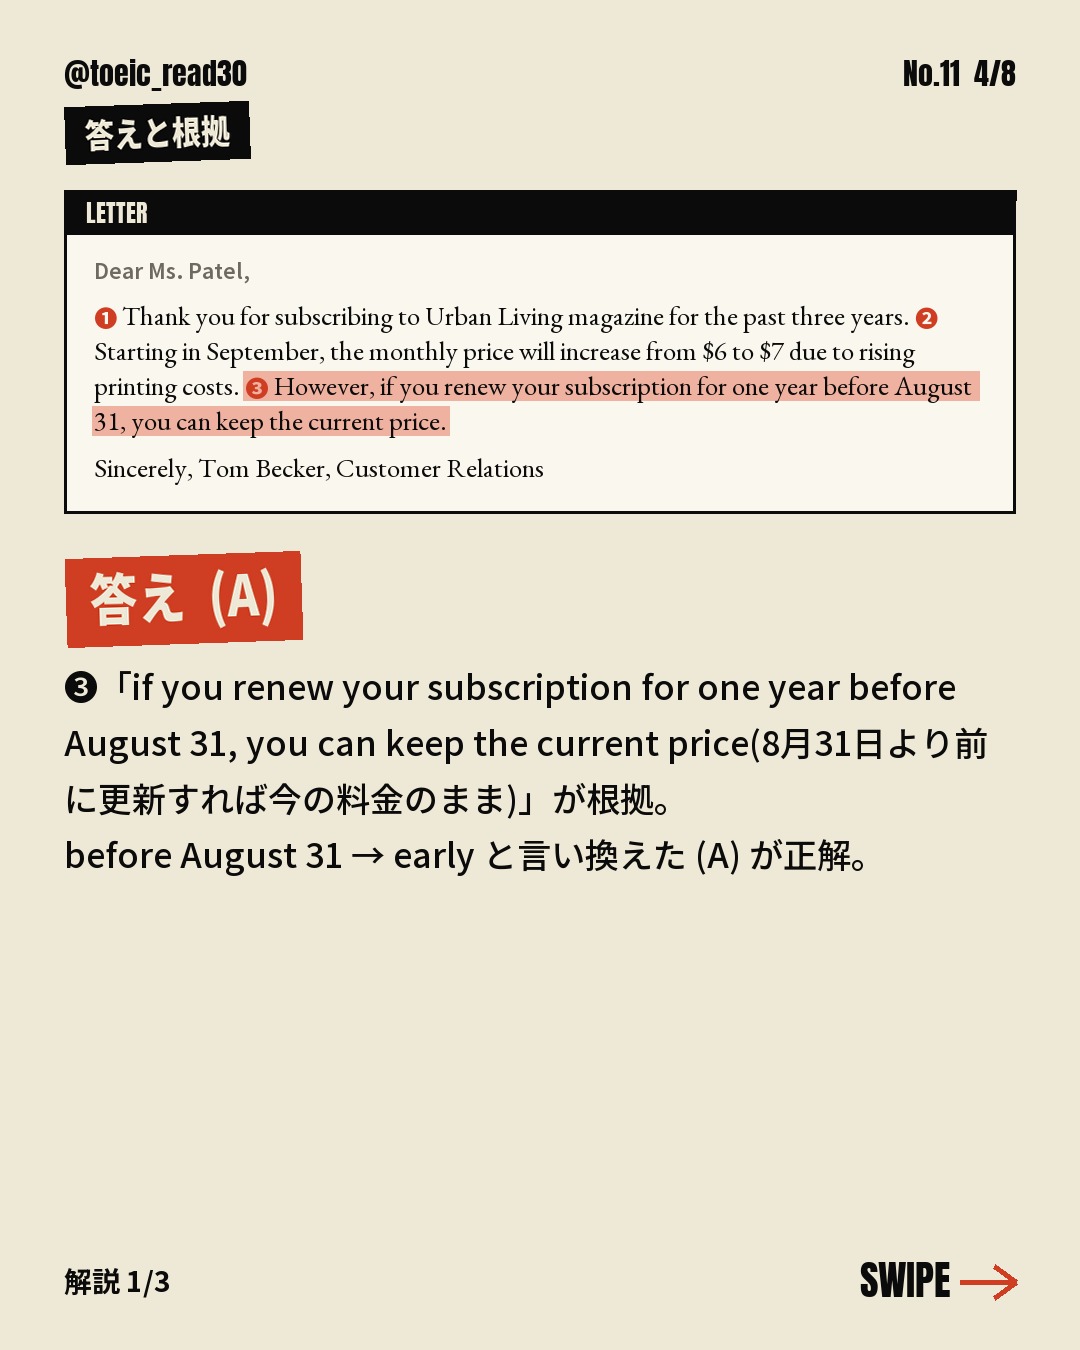 @toeic_read30
No.11 4/8
答えと根拠
LETTER
Dear Ms. Patel,
❶ Thank you for subscribing to Urban Living magazine for the past three years. ❷
Starting in September, the monthly price will increase from $6 to $7 due to rising
printing costs. ❸ However, if you renew your subscription for one year before August
31, you can keep the current price.
Sincerely, Tom Becker, Customer Relations
答え (A)
❸「if you renew your subscription for one year before
August 31, you can keep the current price(8月31日より前
に更新すれば今の料金のまま)」が根拠。
before August 31 → early と言い換えた (A) が正解。
解説 1/3
SWIPE →